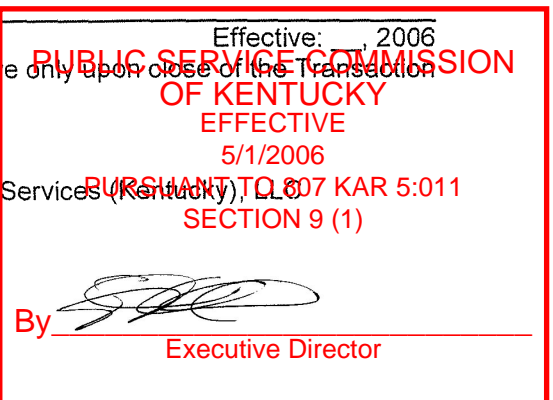 Effective: __, 2006
e only upon close of the Transaction
PUBLIC SERVICE COMMISSION
OF KENTUCKY
EFFECTIVE
5/1/2006
Services (Kentucky), LLC
PURSUANT TO 807 KAR 5:011
SECTION 9 (1)
By
Executive Director